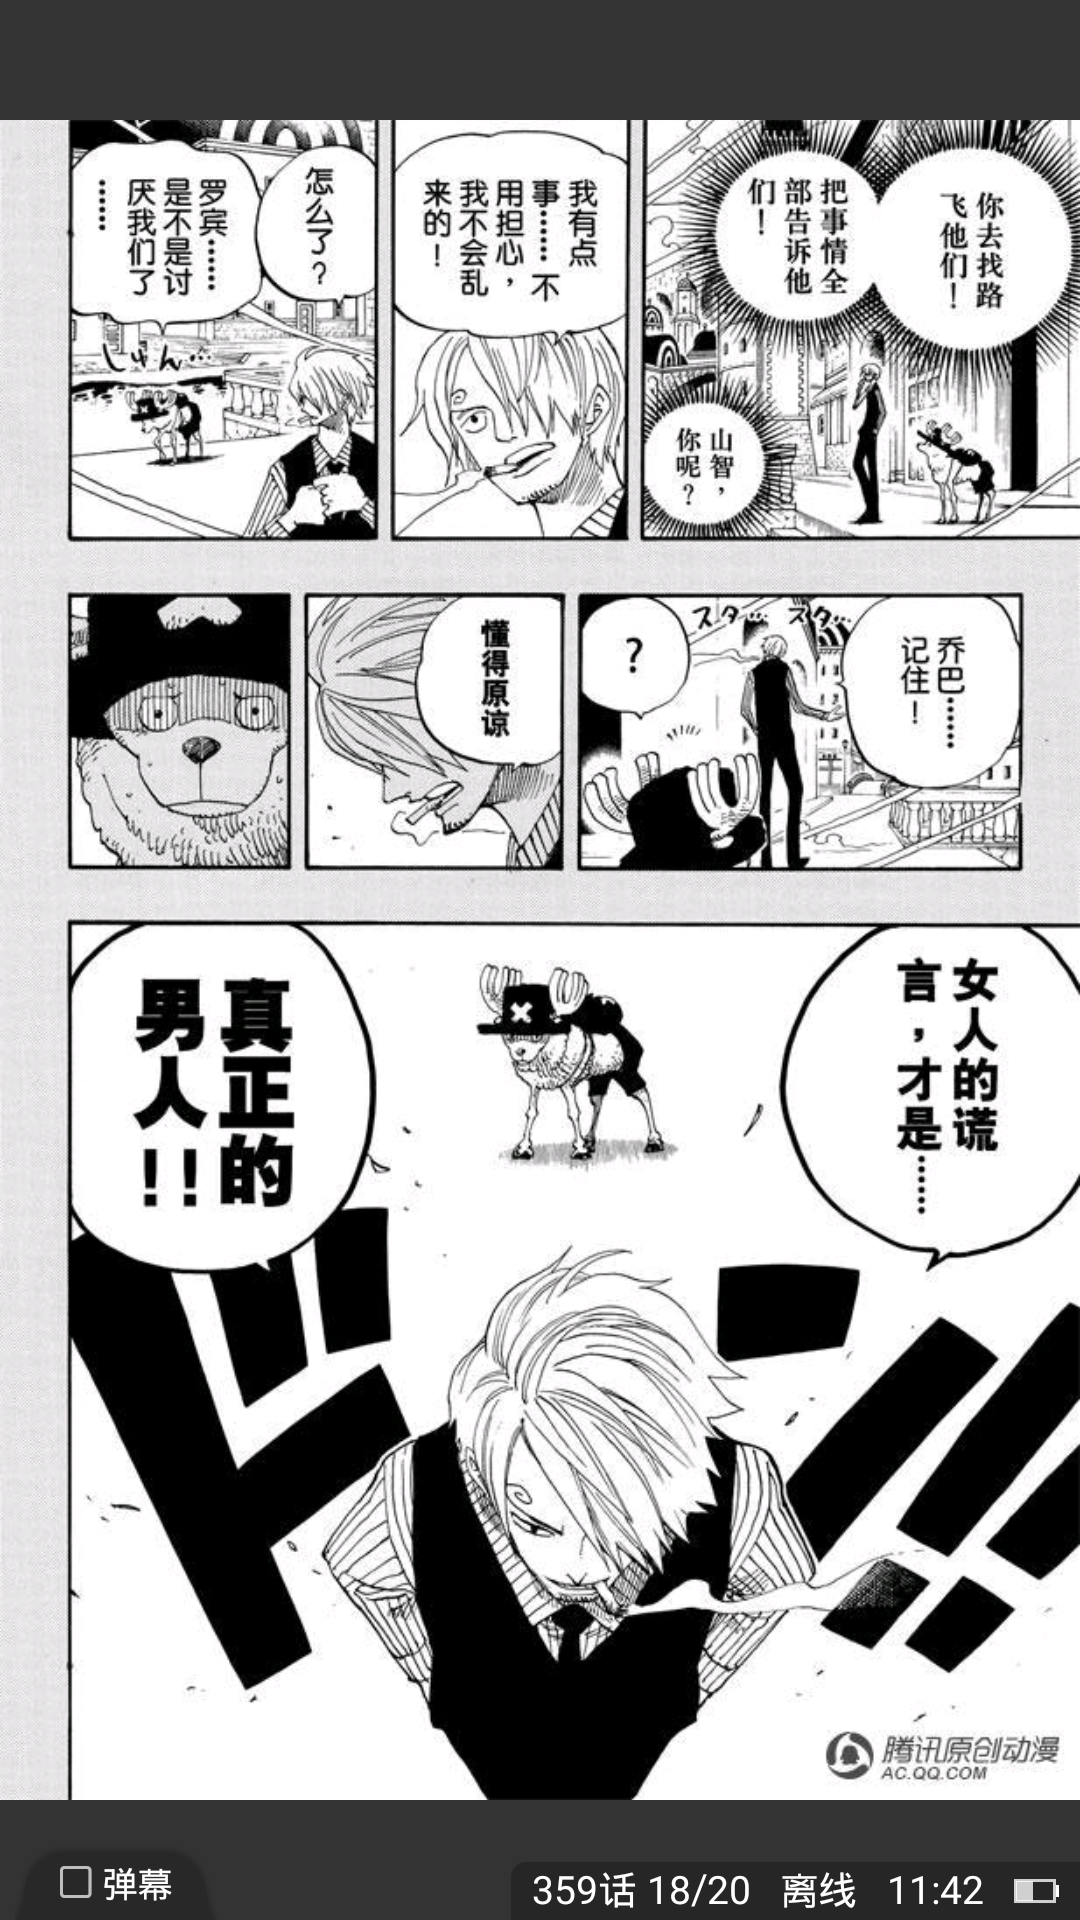 你去找路
飞他们！
把事情全
部告诉他
们！
山智，
你呢？
我有点
事……不
用担心，
我不会乱
来的！
怎么了？
罗宾……
是不是讨
厌我们了
……
しゅん…
乔巴……
记住！
スタ… スタ…
？
懂得原谅
女人的谎
言，才是……
真正的
男人！！
ドン!!!
腾讯原创动漫
AC.QQ.COM
弹幕
359话 18/20 离线 11:42